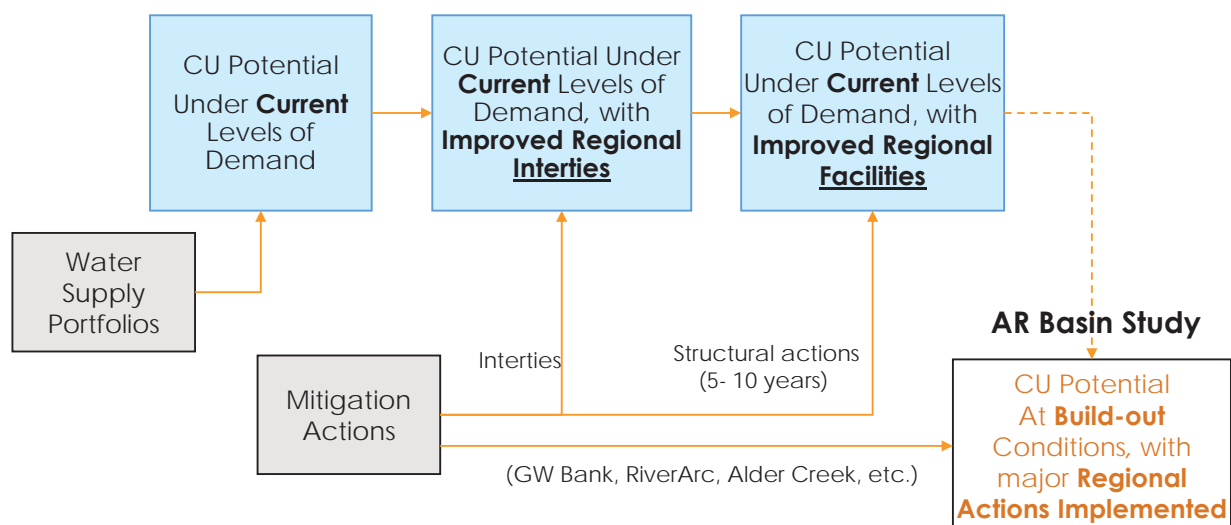 CU Potential
Under Current
Levels of
Demand
CU Potential Under
Current Levels of
Demand, with
Improved Regional
Interties
CU Potential
Under Current Levels
of Demand, with
Improved Regional
Facilities
Water
Supply
Portfolios
Mitigation
Actions
Interties
Structural actions
(5- 10 years)
(GW Bank, RiverArc, Alder Creek, etc.)
AR Basin Study
CU Potential
At Build-out
Conditions, with
major Regional
Actions Implemented